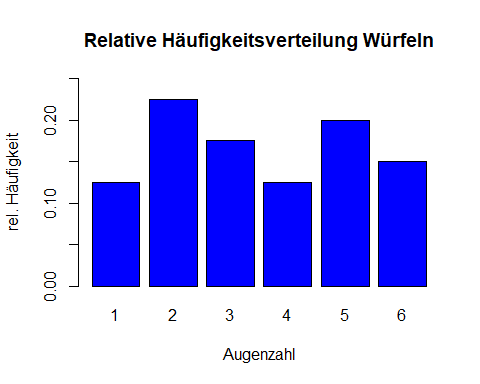 Relative Häufigkeitsverteilung Würfeln
rel. Häufigkeit
0.20
0.10
0.00
1 2 3 4 5 6
Augenzahl